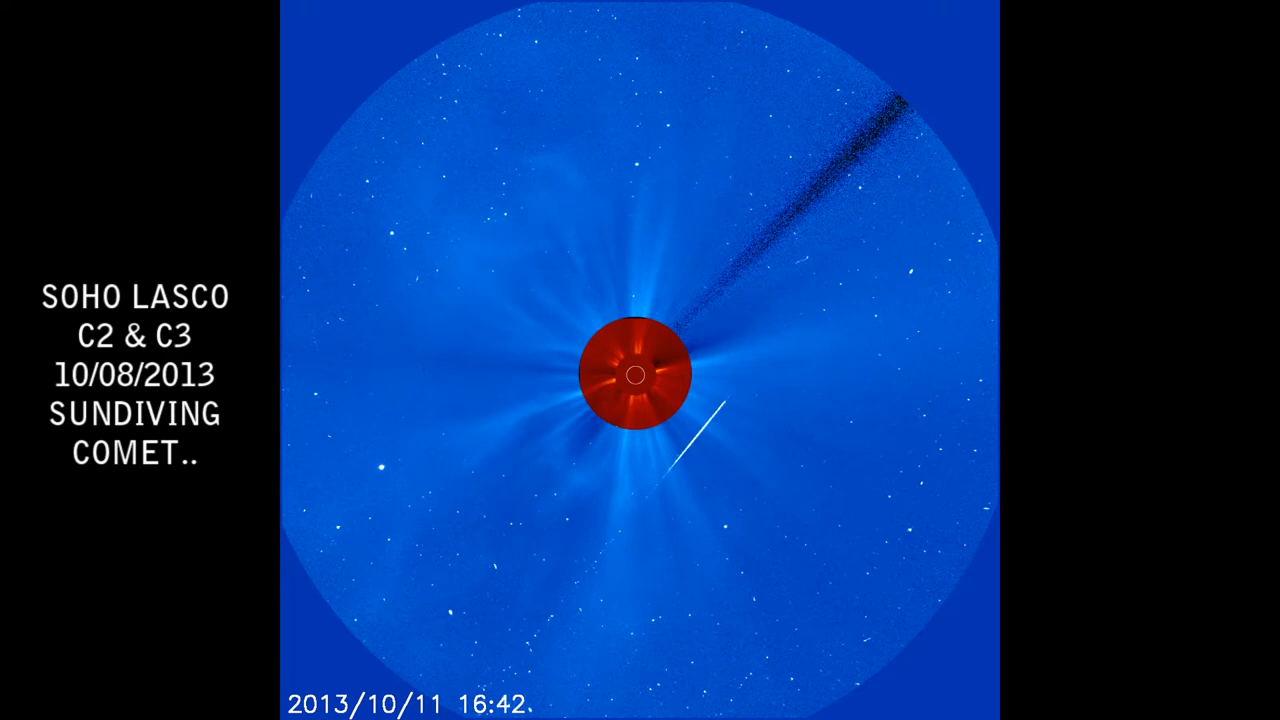 SOHO LASCO
C2 & C3
10/08/2013
SUNDIVING
COMET..
2013/10/11 16:42